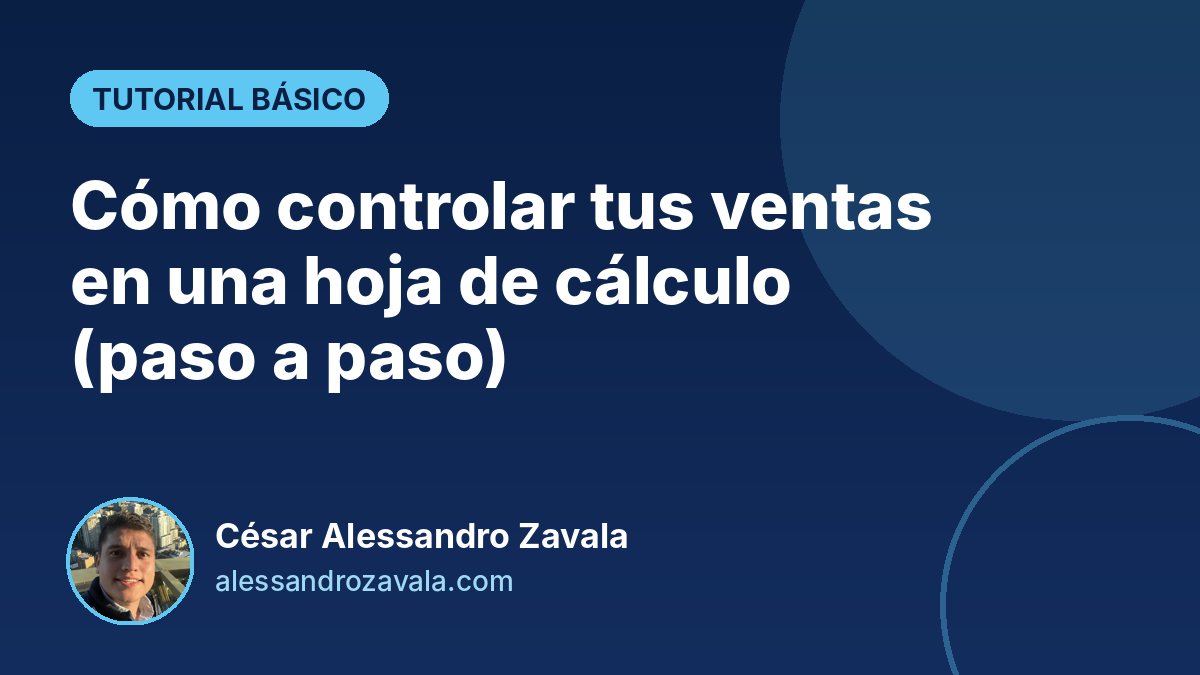 TUTORIAL BÁSICO
Cómo controlar tus ventas
en una hoja de cálculo
(paso a paso)
César Alessandro Zavala
alessandrozavala.com